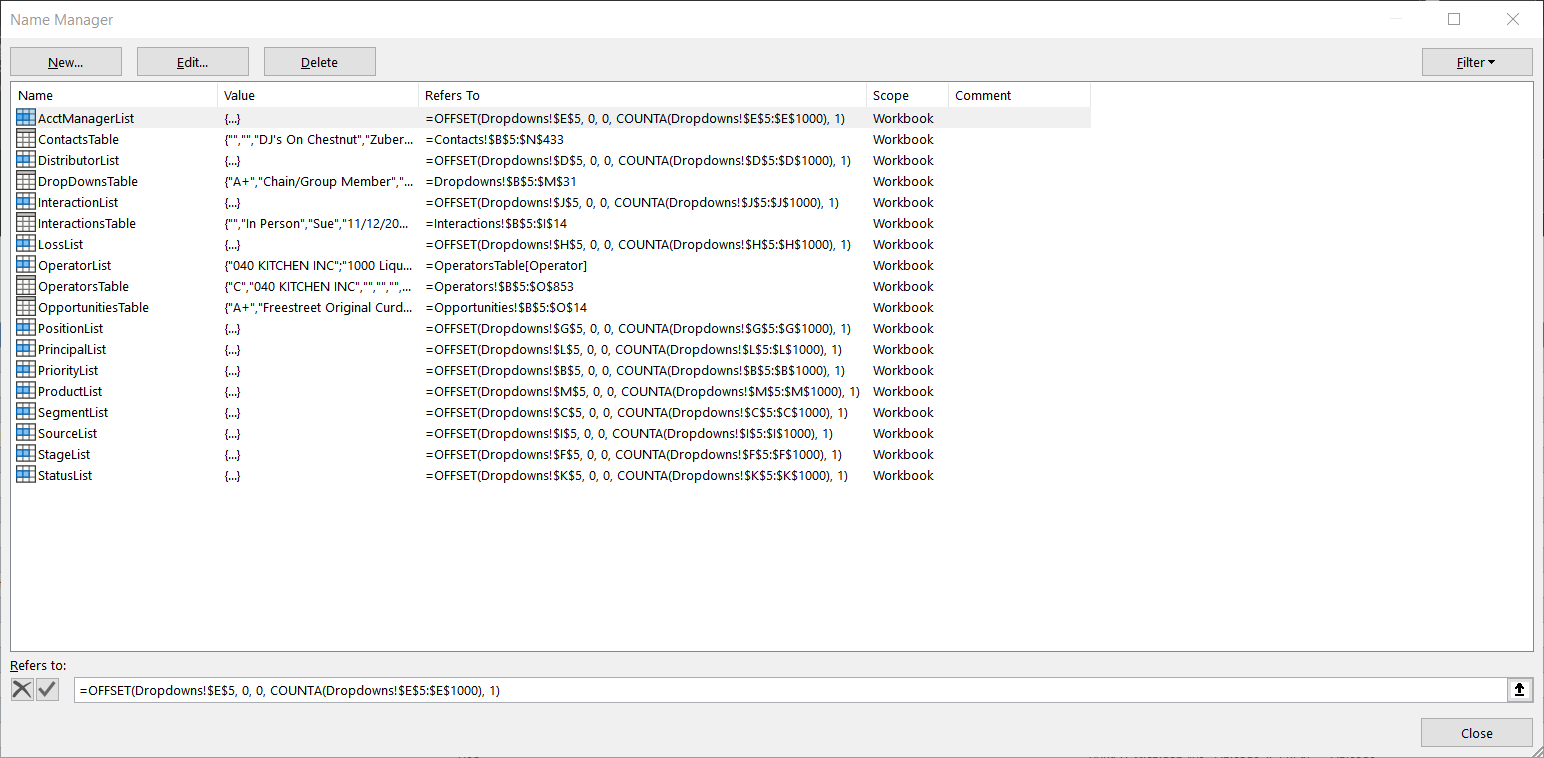 Name Manager
New... Edit... Delete Filter
Name Value Refers To Scope Comment
AcctManagerList {...} =OFFSET(Dropdowns!$E$5, 0, 0, COUNTA(Dropdowns!$E$5:$E$1000), 1) Workbook
ContactsTable {"","","DJ's On Chestnut","Zuber... =Contacts!$B$5:$N$433 Workbook
DistributorList {...} =OFFSET(Dropdowns!$D$5, 0, 0, COUNTA(Dropdowns!$D$5:$D$1000), 1) Workbook
DropDownsTable {"A+","Chain/Group Member","... =Dropdowns!$B$5:$M$31 Workbook
InteractionList {...} =OFFSET(Dropdowns!$J$5, 0, 0, COUNTA(Dropdowns!$J$5:$J$1000), 1) Workbook
InteractionsTable {"","In Person","Sue","11/12/20... =Interactions!$B$5:$I$14 Workbook
LossList {...} =OFFSET(Dropdowns!$H$5, 0, 0, COUNTA(Dropdowns!$H$5:$H$1000), 1) Workbook
OperatorList {"040 KITCHEN INC";"1000 Liqu... =OperatorsTable[Operator] Workbook
OperatorsTable {"C","040 KITCHEN INC","","","",... =Operators!$B$5:$O$853 Workbook
OpportunitiesTable {"A+","Freestreet Original Curd... =Opportunities!$B$5:$O$14 Workbook
PositionList {...} =OFFSET(Dropdowns!$G$5, 0, 0, COUNTA(Dropdowns!$G$5:$G$1000), 1) Workbook
PrincipalList {...} =OFFSET(Dropdowns!$L$5, 0, 0, COUNTA(Dropdowns!$L$5:$L$1000), 1) Workbook
PriorityList {...} =OFFSET(Dropdowns!$B$5, 0, 0, COUNTA(Dropdowns!$B$5:$B$1000), 1) Workbook
ProductList {...} =OFFSET(Dropdowns!$M$5, 0, 0, COUNTA(Dropdowns!$M$5:$M$1000), 1) Workbook
SegmentList {...} =OFFSET(Dropdowns!$C$5, 0, 0, COUNTA(Dropdowns!$C$5:$C$1000), 1) Workbook
SourceList {...} =OFFSET(Dropdowns!$I$5, 0, 0, COUNTA(Dropdowns!$I$5:$I$1000), 1) Workbook
StageList {...} =OFFSET(Dropdowns!$F$5, 0, 0, COUNTA(Dropdowns!$F$5:$F$1000), 1) Workbook
StatusList {...} =OFFSET(Dropdowns!$K$5, 0, 0, COUNTA(Dropdowns!$K$5:$K$1000), 1) Workbook
Refers to:
=OFFSET(Dropdowns!$E$5, 0, 0, COUNTA(Dropdowns!$E$5:$E$1000), 1)
Close